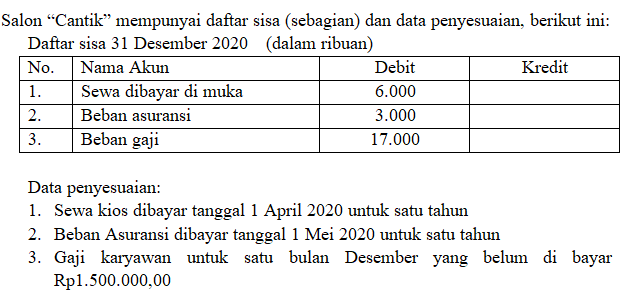 Salon “Cantik” mempunyai daftar sisa (sebagian) dan data penyesuaian, berikut ini:
Daftar sisa 31 Desember 2020 (dalam ribuan)
No. Nama Akun Debit Kredit
1. Sewa dibayar di muka 6.000
2. Beban asuransi 3.000
3. Beban gaji 17.000
Data penyesuaian:
1. Sewa kios dibayar tanggal 1 April 2020 untuk satu tahun
2. Beban Asuransi dibayar tanggal 1 Mei 2020 untuk satu tahun
3. Gaji karyawan untuk satu bulan Desember yang belum di bayar
Rp1.500.000,00